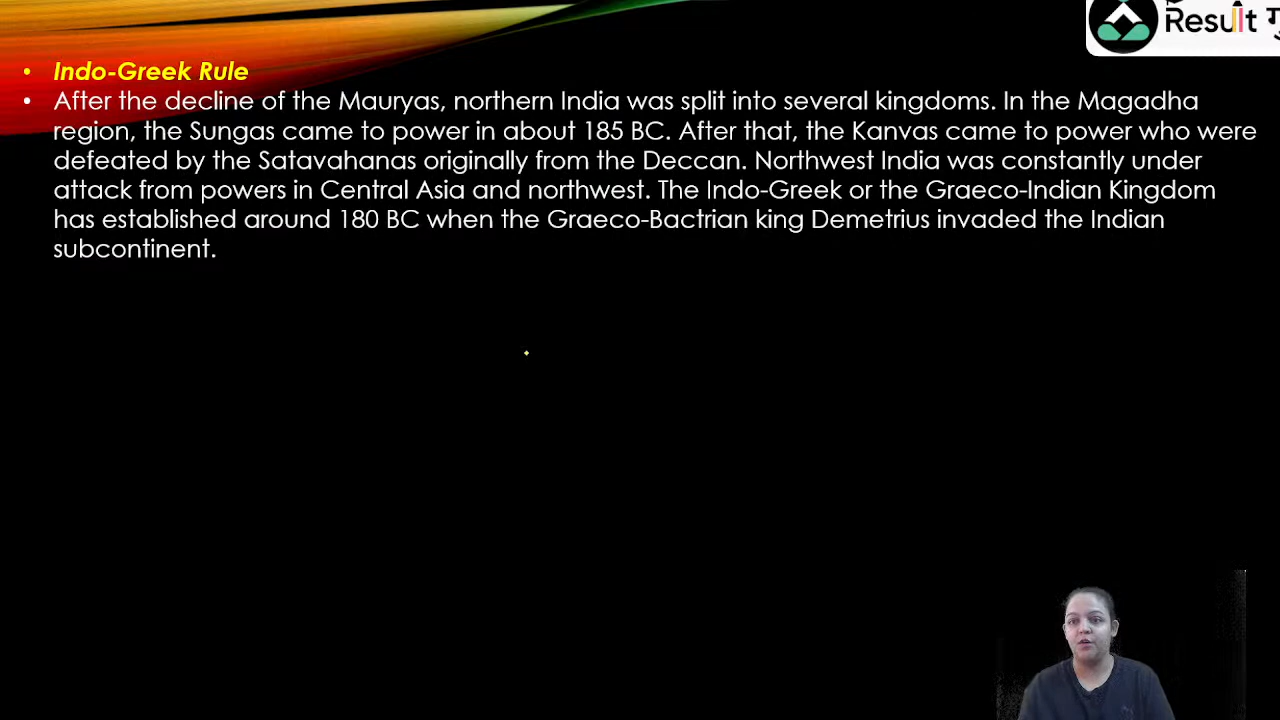 Result
• Indo-Greek Rule
• After the decline of the Mauryas, northern India was split into several kingdoms. In the Magadha
region, the Sungas came to power in about 185 BC. After that, the Kanvas came to power who were
defeated by the Satavahanas originally from the Deccan. Northwest India was constantly under
attack from powers in Central Asia and northwest. The Indo-Greek or the Graeco-Indian Kingdom
has established around 180 BC when the Graeco-Bactrian king Demetrius invaded the Indian
subcontinent.